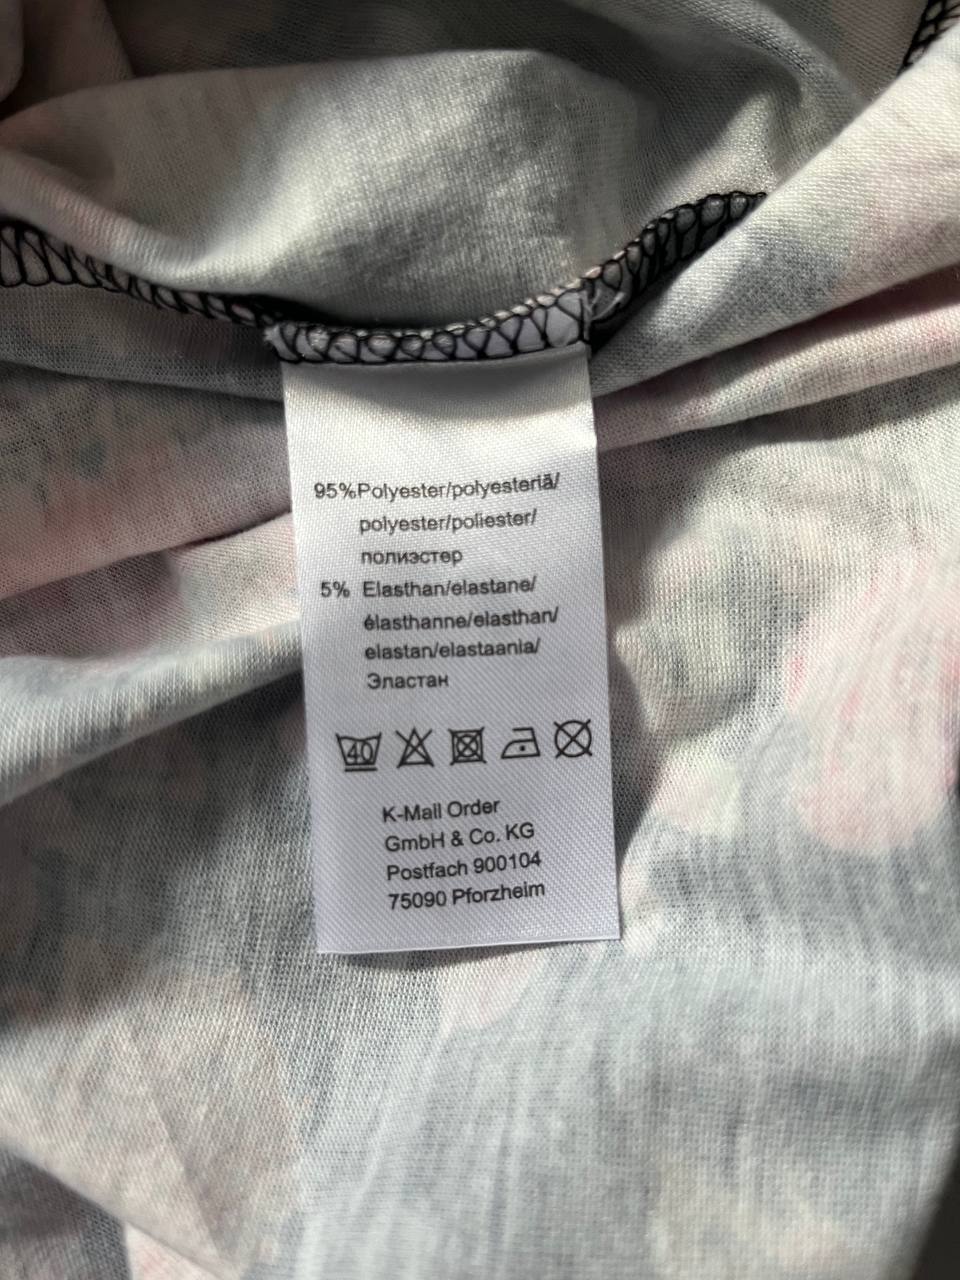 95%Polyester/polyesteriä/
polyester/poliester/
полиэстер
5% Elasthan/elastane/
élasthanne/elasthan/
elastan/elastaania/
Эластан
40
K-Mail Order
GmbH & Co. KG
Postfach 900104
75090 Pforzheim